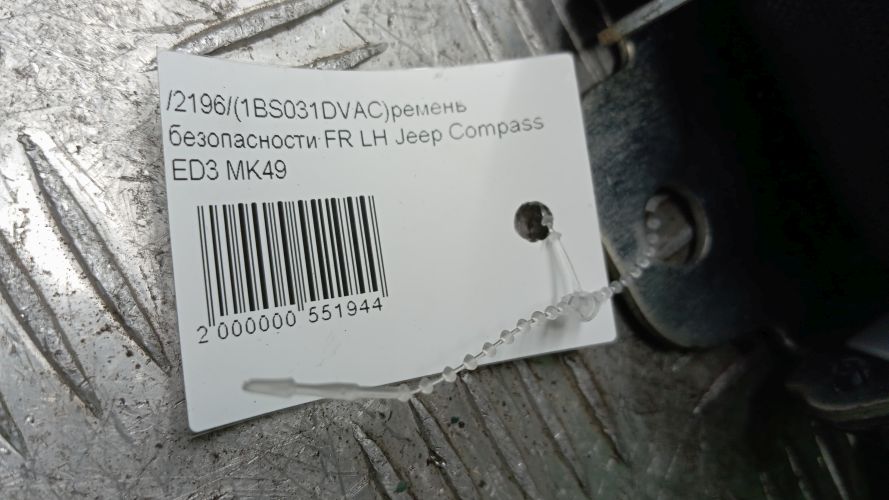 /2196/(1BS031DVAC)ремень
безопасности FR LH Jeep Compass
ED3 MK49
2 000000 551944